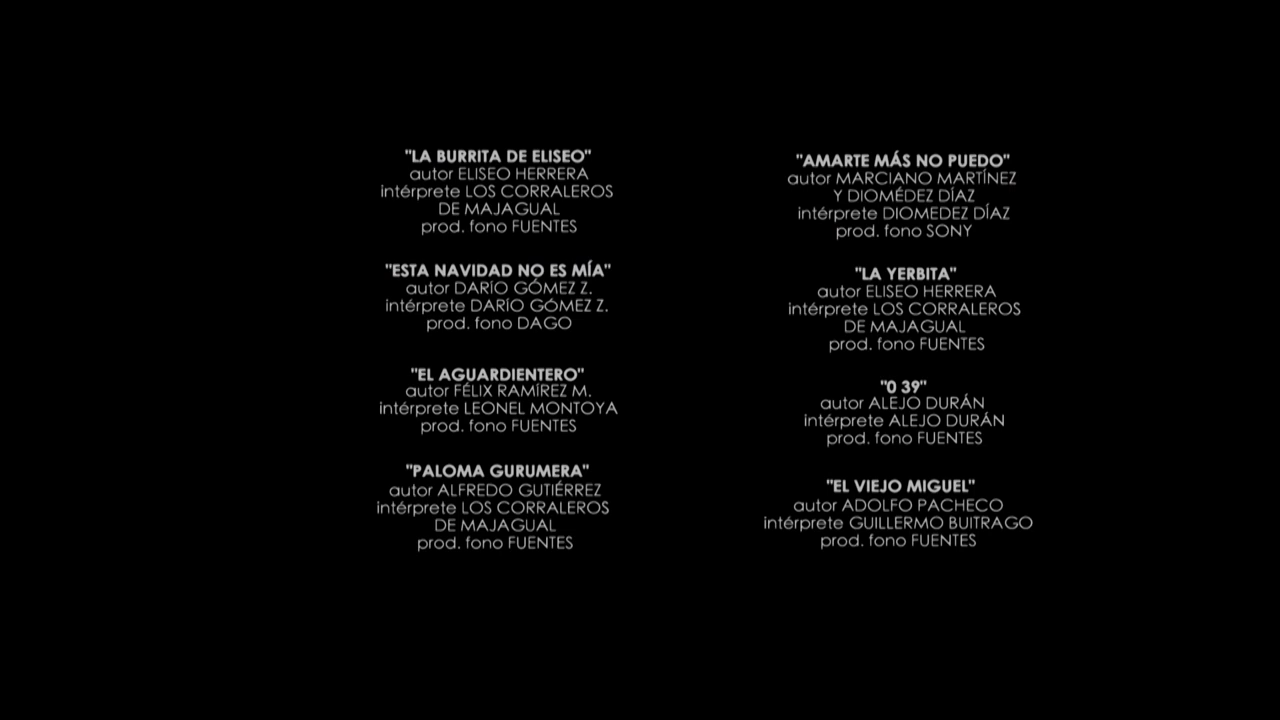 "LA BURRITA DE ELISEO"
autor ELISEO HERRERA
intérprete LOS CORRALEROS
DE MAJAGUAL
prod. fono FUENTES
"ESTA NAVIDAD NO ES MÍA"
autor DARÍO GÓMEZ Z.
intérprete DARÍO GÓMEZ Z.
prod. fono DAGO
"EL AGUARDIENTERO"
autor FÉLIX RAMÍREZ M.
intérprete LEONEL MONTOYA
prod. fono FUENTES
"PALOMA GURUMERA"
autor ALFREDO GUTIÉRREZ
intérprete LOS CORRALEROS
DE MAJAGUAL
prod. fono FUENTES
"AMARTE MÁS NO PUEDO"
autor MARCIANO MARTÍNEZ
Y DIOMÉDEZ DÍAZ
intérprete DIOMEDEZ DÍAZ
prod. fono SONY
"LA YERBITA"
autor ELISEO HERRERA
intérprete LOS CORRALEROS
DE MAJAGUAL
prod. fono FUENTES
"0 39"
autor ALEJO DURÁN
intérprete ALEJO DURÁN
prod. fono FUENTES
"EL VIEJO MIGUEL"
autor ADOLFO PACHECO
intérprete GUILLERMO BUITRAGO
prod. fono FUENTES